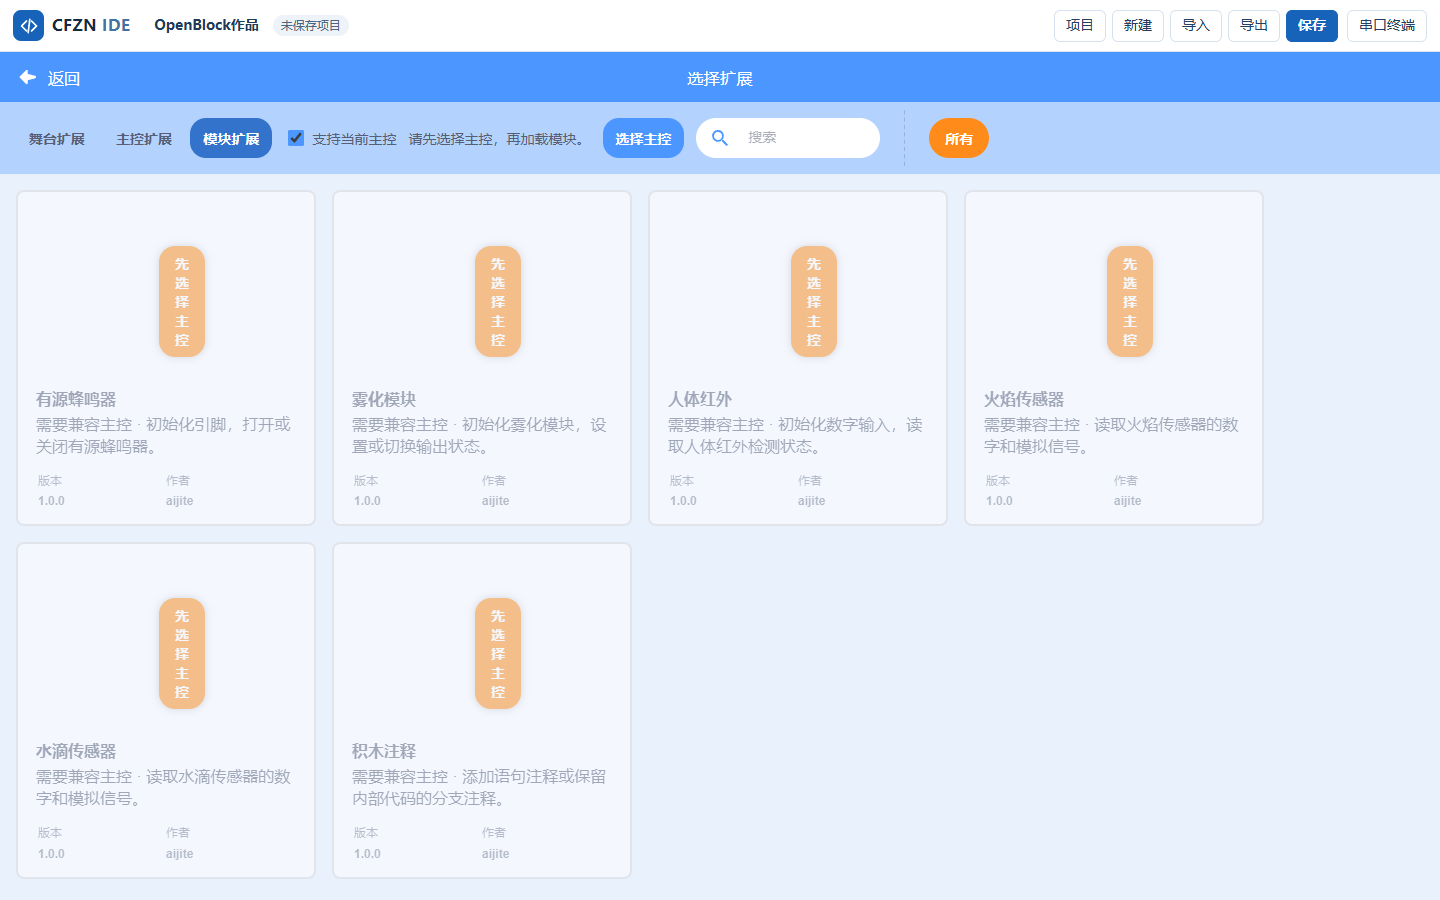 CFZN IDE OpenBlock作品 未保存项目 项目 新建 导入 导出 保存 串口终端
返回 选择扩展
舞台扩展 主控扩展 模块扩展 支持当前主控 请先选择主控，再加载模块。 选择主控 搜索 所有
先选择主控
有源蜂鸣器
需要兼容主控 · 初始化引脚，打开或
关闭有源蜂鸣器。
版本 作者
1.0.0 aijite
先选择主控
雾化模块
需要兼容主控 · 初始化雾化模块，设
置或切换输出状态。
版本 作者
1.0.0 aijite
先选择主控
人体红外
需要兼容主控 · 初始化数字输入，读
取人体红外检测状态。
版本 作者
1.0.0 aijite
先选择主控
火焰传感器
需要兼容主控 · 读取火焰传感器的数
字和模拟信号。
版本 作者
1.0.0 aijite
先选择主控
水滴传感器
需要兼容主控 · 读取水滴传感器的数
字和模拟信号。
版本 作者
1.0.0 aijite
先选择主控
积木注释
需要兼容主控 · 添加语句注释或保留
内部代码的分支注释。
版本 作者
1.0.0 aijite